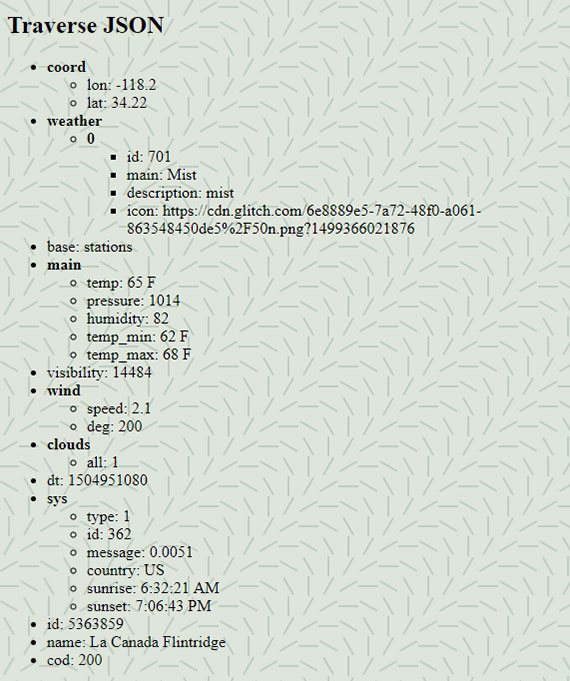 Traverse JSON
coord
lon: -118.2
lat: 34.22
weather
0
id: 701
main: Mist
description: mist
icon: https://cdn.glitch.com/6e8889e5-7a72-48f0-a061-
863548450de5%2F50n.png?1499366021876
base: stations
main
temp: 65 F
pressure: 1014
humidity: 82
temp_min: 62 F
temp_max: 68 F
visibility: 14484
wind
speed: 2.1
deg: 200
clouds
all: 1
dt: 1504951080
sys
type: 1
id: 362
message: 0.0051
country: US
sunrise: 6:32:21 AM
sunset: 7:06:43 PM
id: 5363859
name: La Canada Flintridge
cod: 200